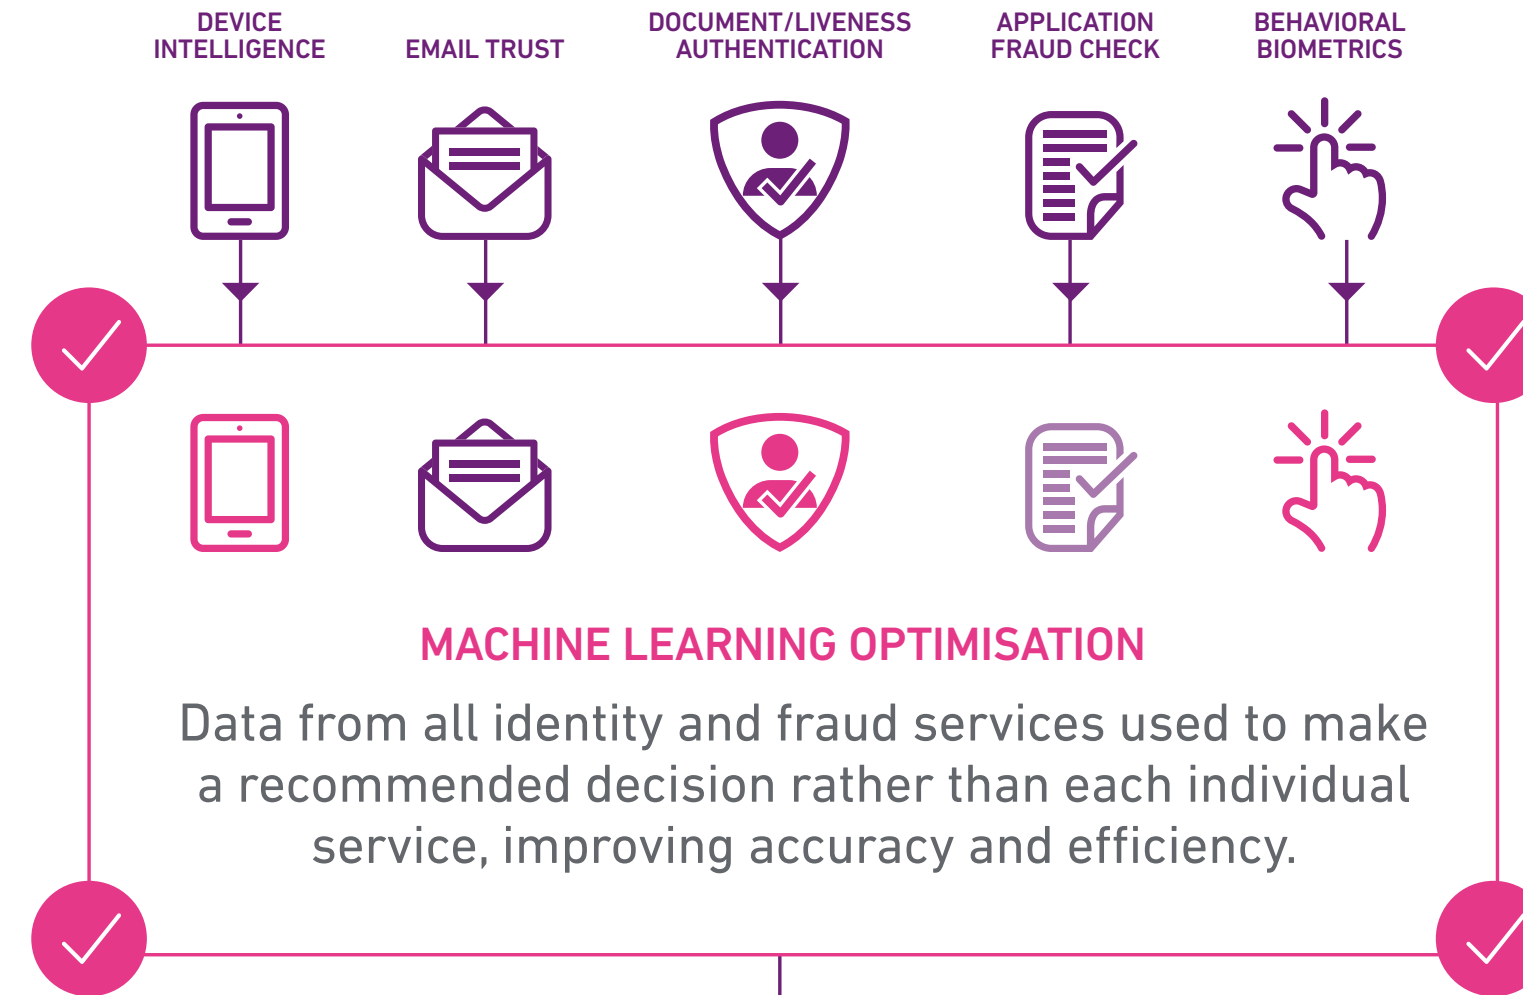 DEVICE
INTELLIGENCE
EMAIL TRUST
DOCUMENT/LIVENESS
AUTHENTICATION
APPLICATION
FRAUD CHECK
BEHAVIORAL
BIOMETRICS
MACHINE LEARNING OPTIMISATION
Data from all identity and fraud services used to make
a recommended decision rather than each individual
service, improving accuracy and efficiency.